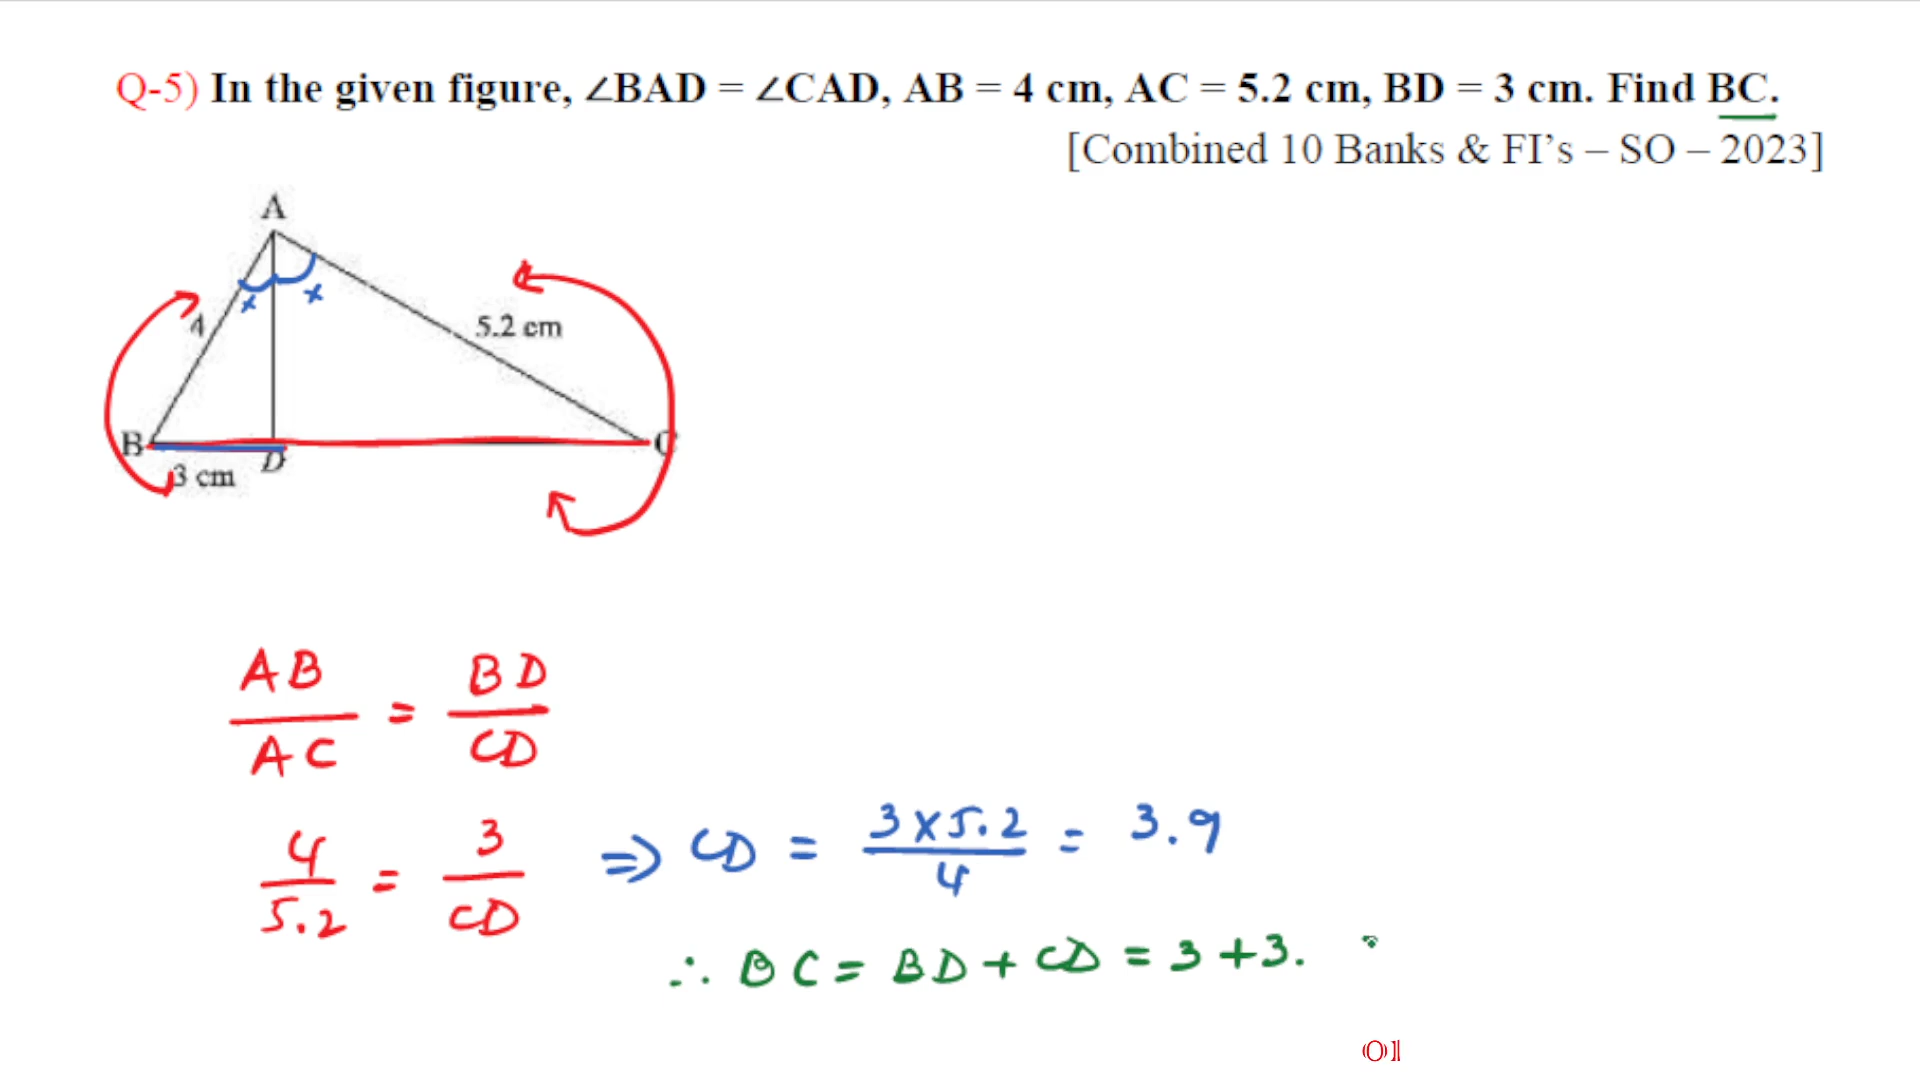 Q-5) In the given figure, ∠BAD = ∠CAD, AB = 4 cm, AC = 5.2 cm, BD = 3 cm. Find BC.
[Combined 10 Banks & FI's – SO – 2023]
A
x x
4
5.2 cm
B D C
3 cm
AB/AC = BD/CD
4/5.2 = 3/CD ⇒ CD = 3×5.2/4 = 3.9
∴ BC = BD + CD = 3 + 3.